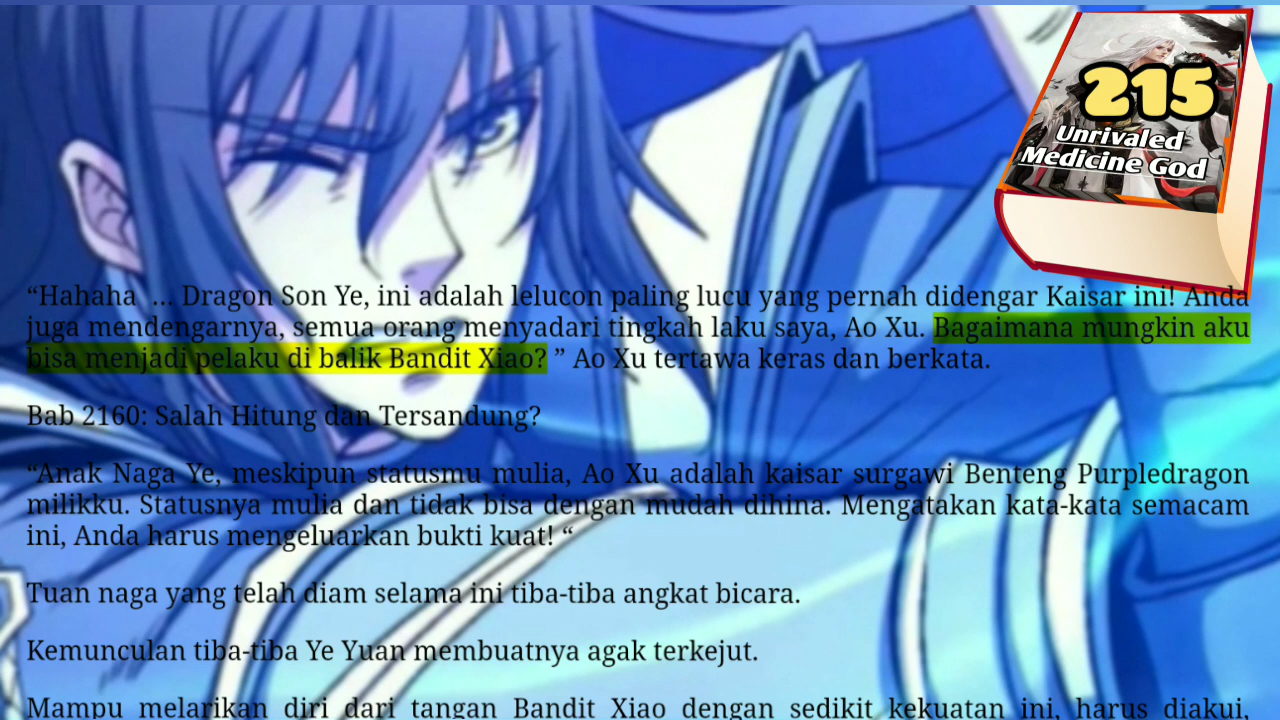 215
Unrivaled
Medicine God
“Hahaha … Dragon Son Ye, ini adalah lelucon paling lucu yang pernah didengar Kaisar ini! Anda
juga mendengarnya, semua orang menyadari tingkah laku saya, Ao Xu. Bagaimana mungkin aku
bisa menjadi pelaku di balik Bandit Xiao? ” Ao Xu tertawa keras dan berkata.
Bab 2160: Salah Hitung dan Tersandung?
“Anak Naga Ye, meskipun statusmu mulia, Ao Xu adalah kaisar surgawi Benteng Purpledragon
milikku. Statusnya mulia dan tidak bisa dengan mudah dihina. Mengatakan kata-kata semacam
ini, Anda harus mengeluarkan bukti kuat! “
Tuan naga yang telah diam selama ini tiba-tiba angkat bicara.
Kemunculan tiba-tiba Ye Yuan membuatnya agak terkejut.
Mampu melarikan diri dari tangan Bandit Xiao dengan sedikit kekuatan ini, harus diakui,